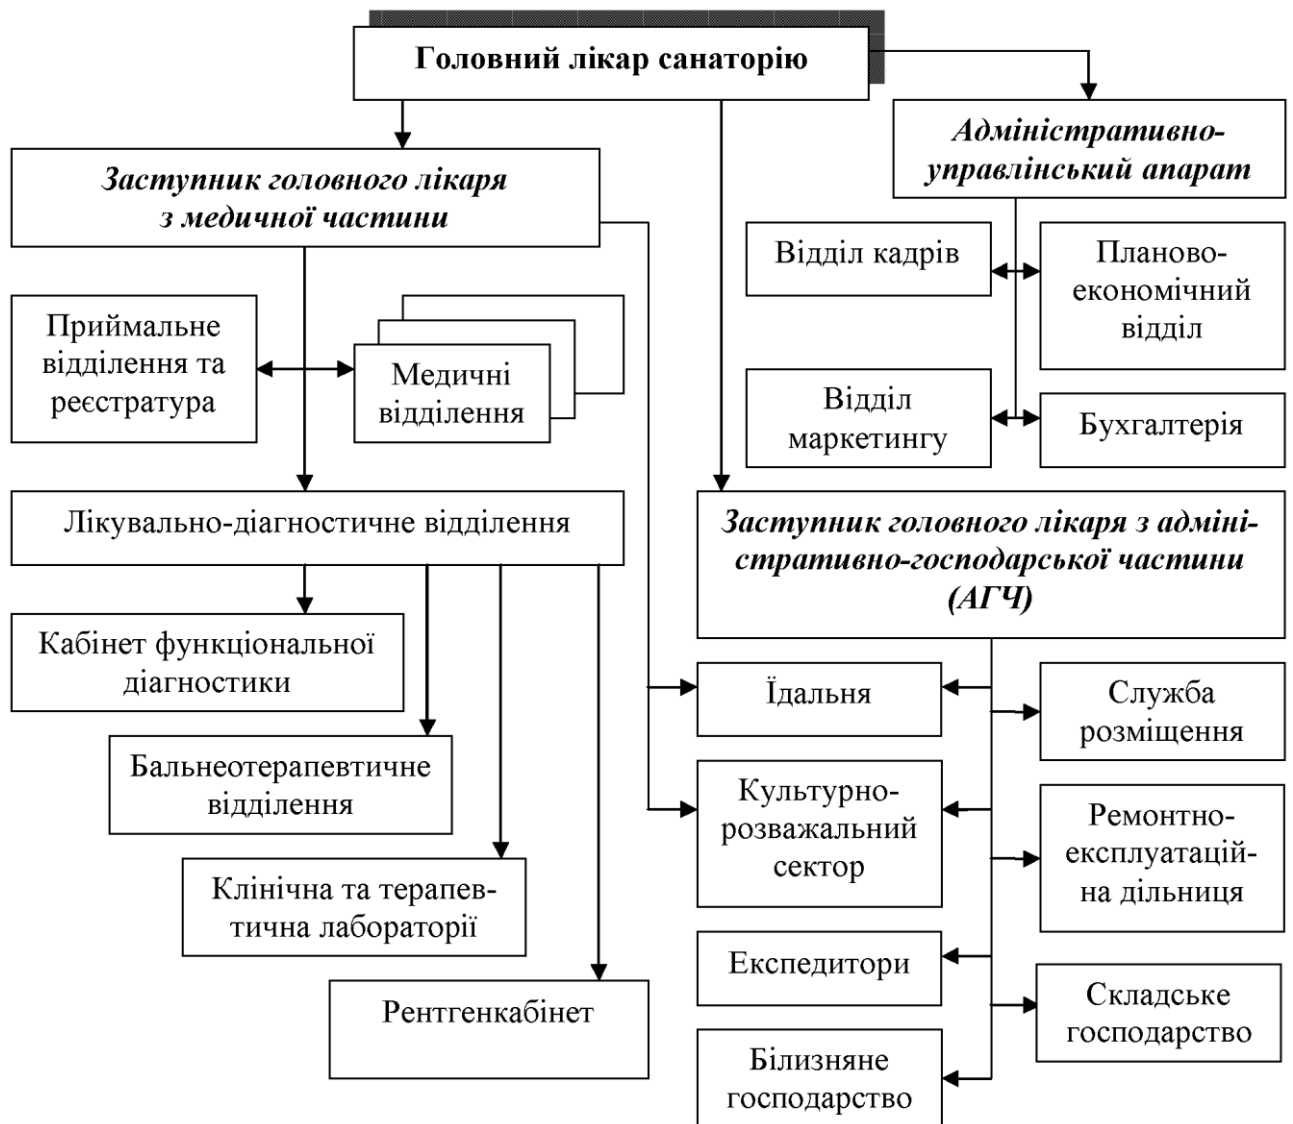 Головний лікар санаторію
Адміністративно-
управлінський апарат
Заступник головного лікаря
з медичної частини
Відділ кадрів
Планово-
економічний
відділ
Приймальне
відділення та
реєстратура
Медичні
відділення
Відділ
маркетингу
Бухгалтерія
Лікувально-діагностичне відділення
Заступник головного лікаря з адміні-
стративно-господарської частини
(АГЧ)
Кабінет функціональної
діагностики
Їдальня
Служба
розміщення
Бальнеотерапевтичне
відділення
Культурно-
розважальний
сектор
Ремонтно-
експлуатацій-
на дільниця
Клінічна та терапев-
тична лабораторії
Експедитори
Рентгенкабінет
Складське
господарство
Білизняне
господарство